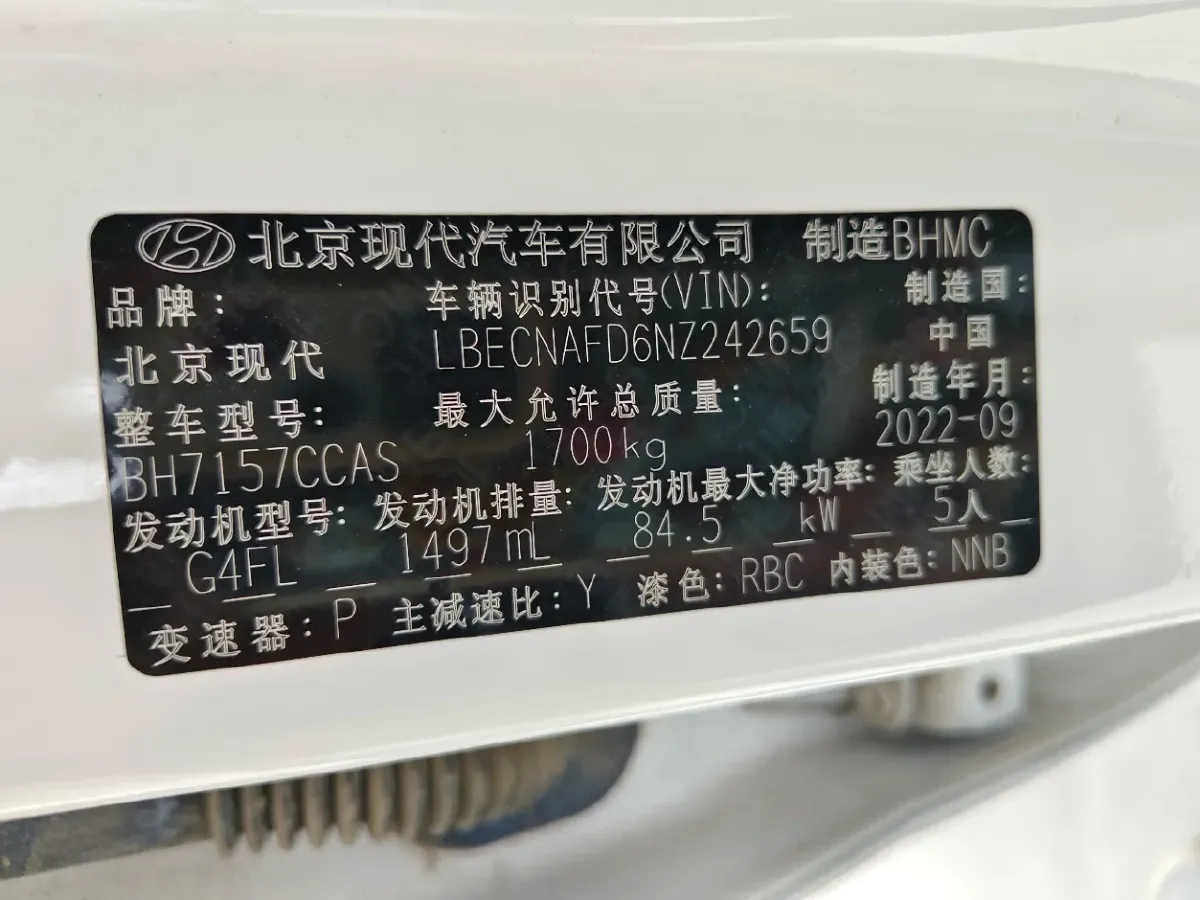 北京现代汽车有限公司 制造BHMC
品牌： 车辆识别代号(VIN)： 制造国：
北京现代 LBECNAFD6NZ242659 中国
整车型号： 最大允许总质量： 制造年月：
BH7157CCAS 1700kg 2022-09
发动机型号： 发动机排量： 发动机最大净功率： 乘坐人数：
G4FL 1497mL 84.5 kW 5人
变速器：P 主减速比：Y 漆色：RBC 内装色：NNB